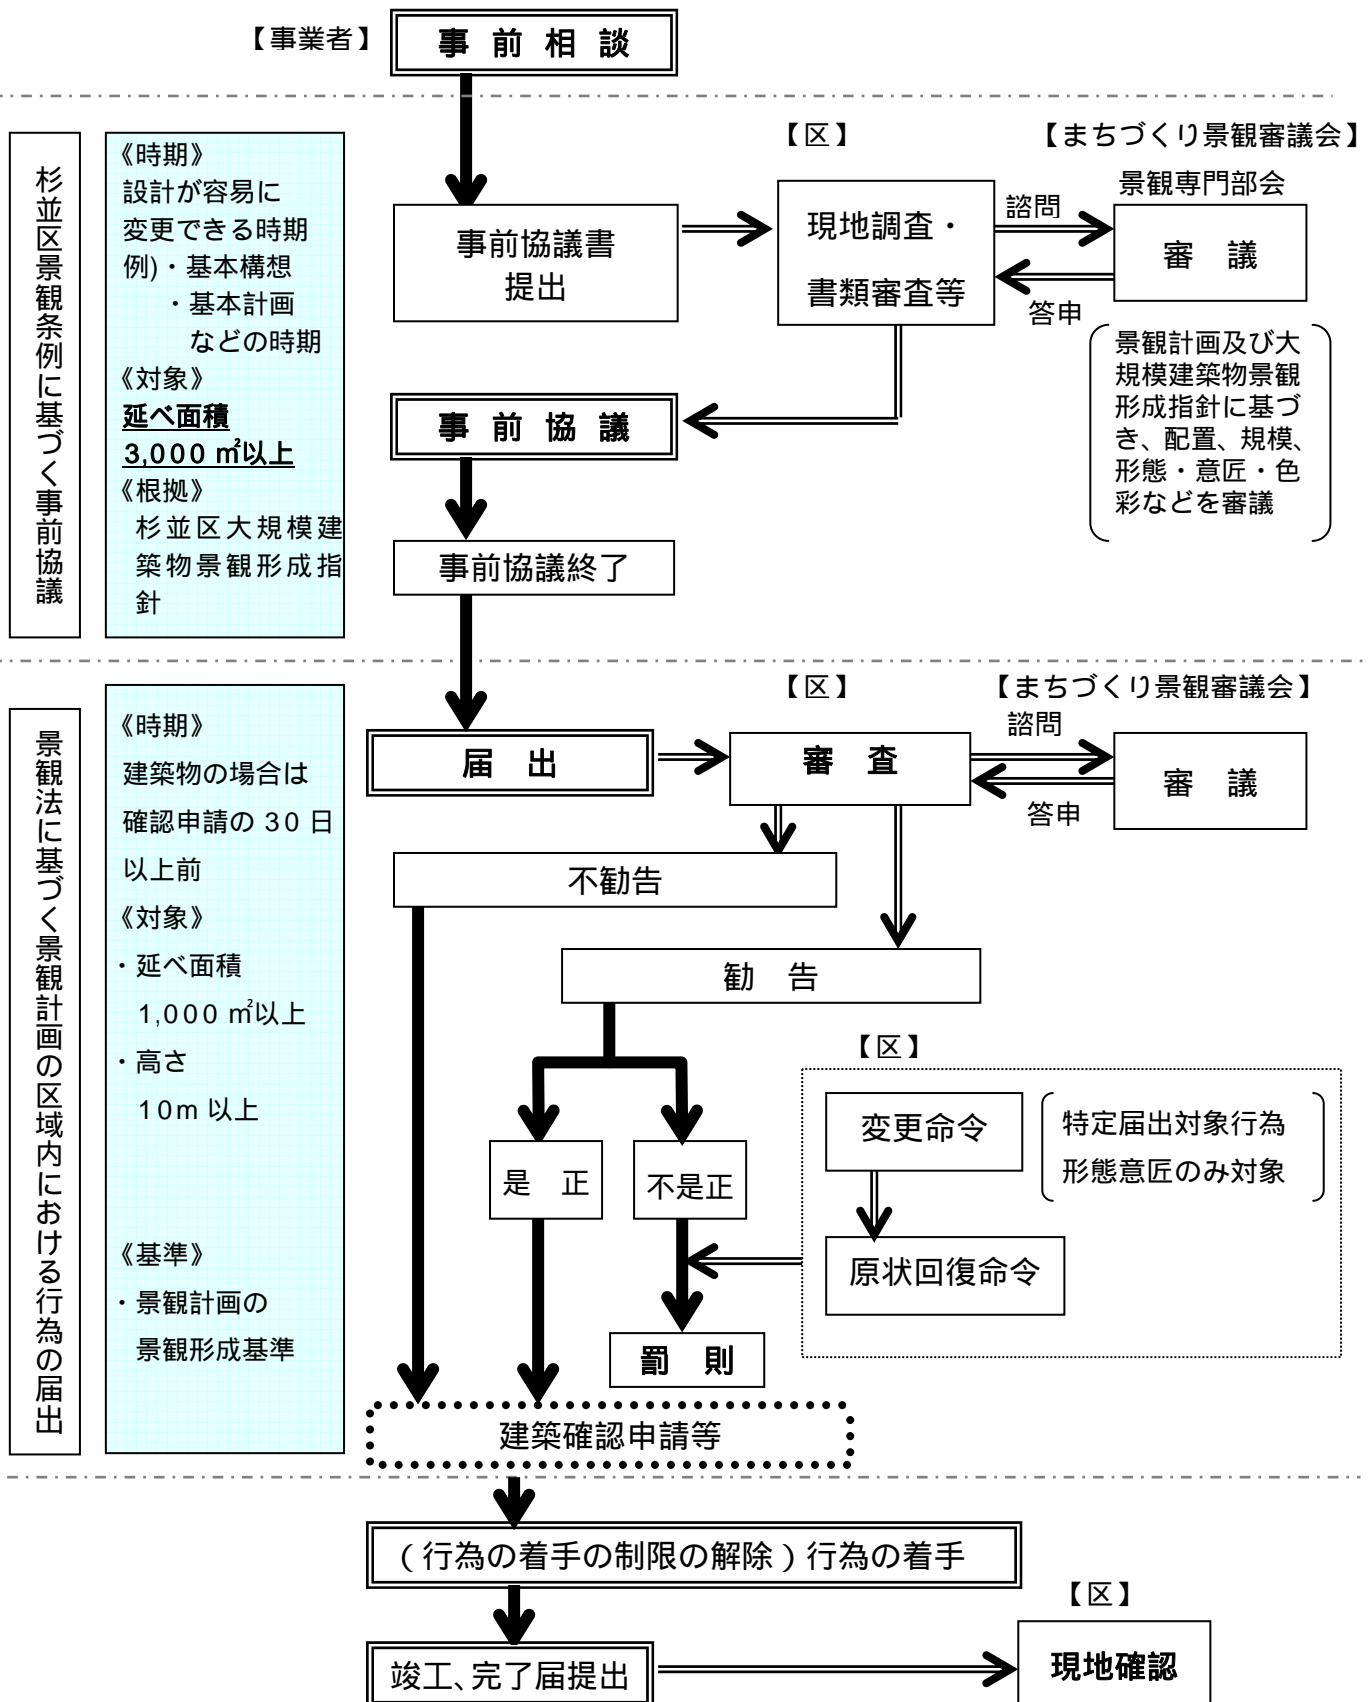 【事業者】
事 前 相 談
杉並区景観条例に基づく事前協議
《時期》
設計が容易に
変更できる時期
例)・基本構想
・基本計画
などの時期
《対象》
延べ面積
3,000 ㎡以上
《根拠》
杉並区大規模建
築物景観形成指
針
事前協議書
提出
【区】
現地調査・
書類審査等
【まちづくり景観審議会】
景観専門部会
諮問
審 議
答申
景観計画及び大
規模建築物景観
形成指針に基づ
き、配置、規模、
形態・意匠・色
彩などを審議
事 前 協 議
事前協議終了
景観法に基づく景観計画の区域内における行為の届出
《時期》
建築物の場合は
確認申請の 30 日
以上前
《対象》
・延べ面積
1,000 ㎡以上
・高さ
10m 以上
《基準》
・景観計画の
景観形成基準
届 出
【区】
審 査
【まちづくり景観審議会】
諮問
審 議
答申
不勧告
勧 告
是 正
不是正
【区】
変更命令
特定届出対象行為
形態意匠のみ対象
原状回復命令
罰 則
建築確認申請等
（行為の着手の制限の解除）行為の着手
竣工、完了届提出
【区】
現地確認